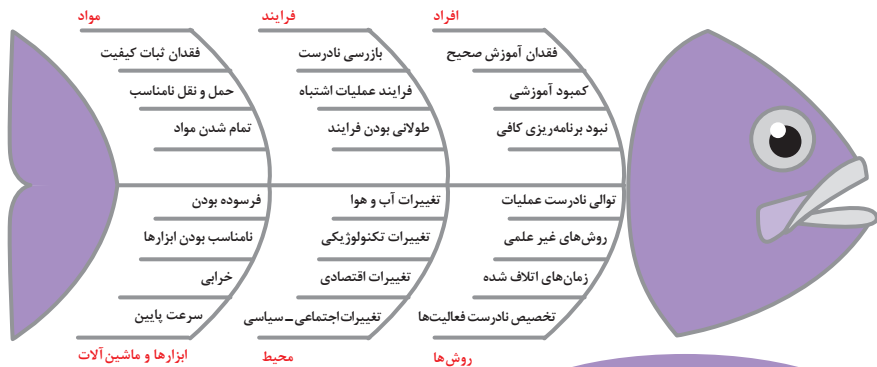 افراد
فقدان آموزش صحیح
کمبود آموزشی
نبود برنامه‌ریزی کافی
فرایند
بازرسی نادرست
فرایند عملیات اشتباه
طولانی بودن فرایند
مواد
فقدان ثبات کیفیت
حمل و نقل نامناسب
تمام شدن مواد
توالی نادرست عملیات
روش‌های غیر علمی
زمان‌های اتلاف شده
تخصیص نادرست فعالیت‌ها
روش‌ها
تغییرات آب و هوا
تغییرات تکنولوژیکی
تغییرات اقتصادی
تغییرات اجتماعی ـ سیاسی
محیط
فرسوده بودن
نامناسب بودن ابزارها
خرابی
سرعت پایین
ابزارها و ماشین‌آلات